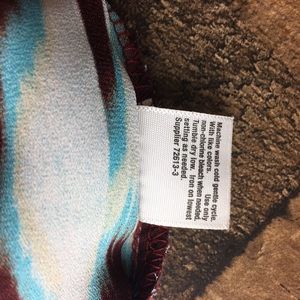 Machine wash cold gentle cycle.
With like colors. Use only
non-chlorine bleach when needed.
Tumble dry low. Iron on lowest
setting as needed.
Supplier 72613-3